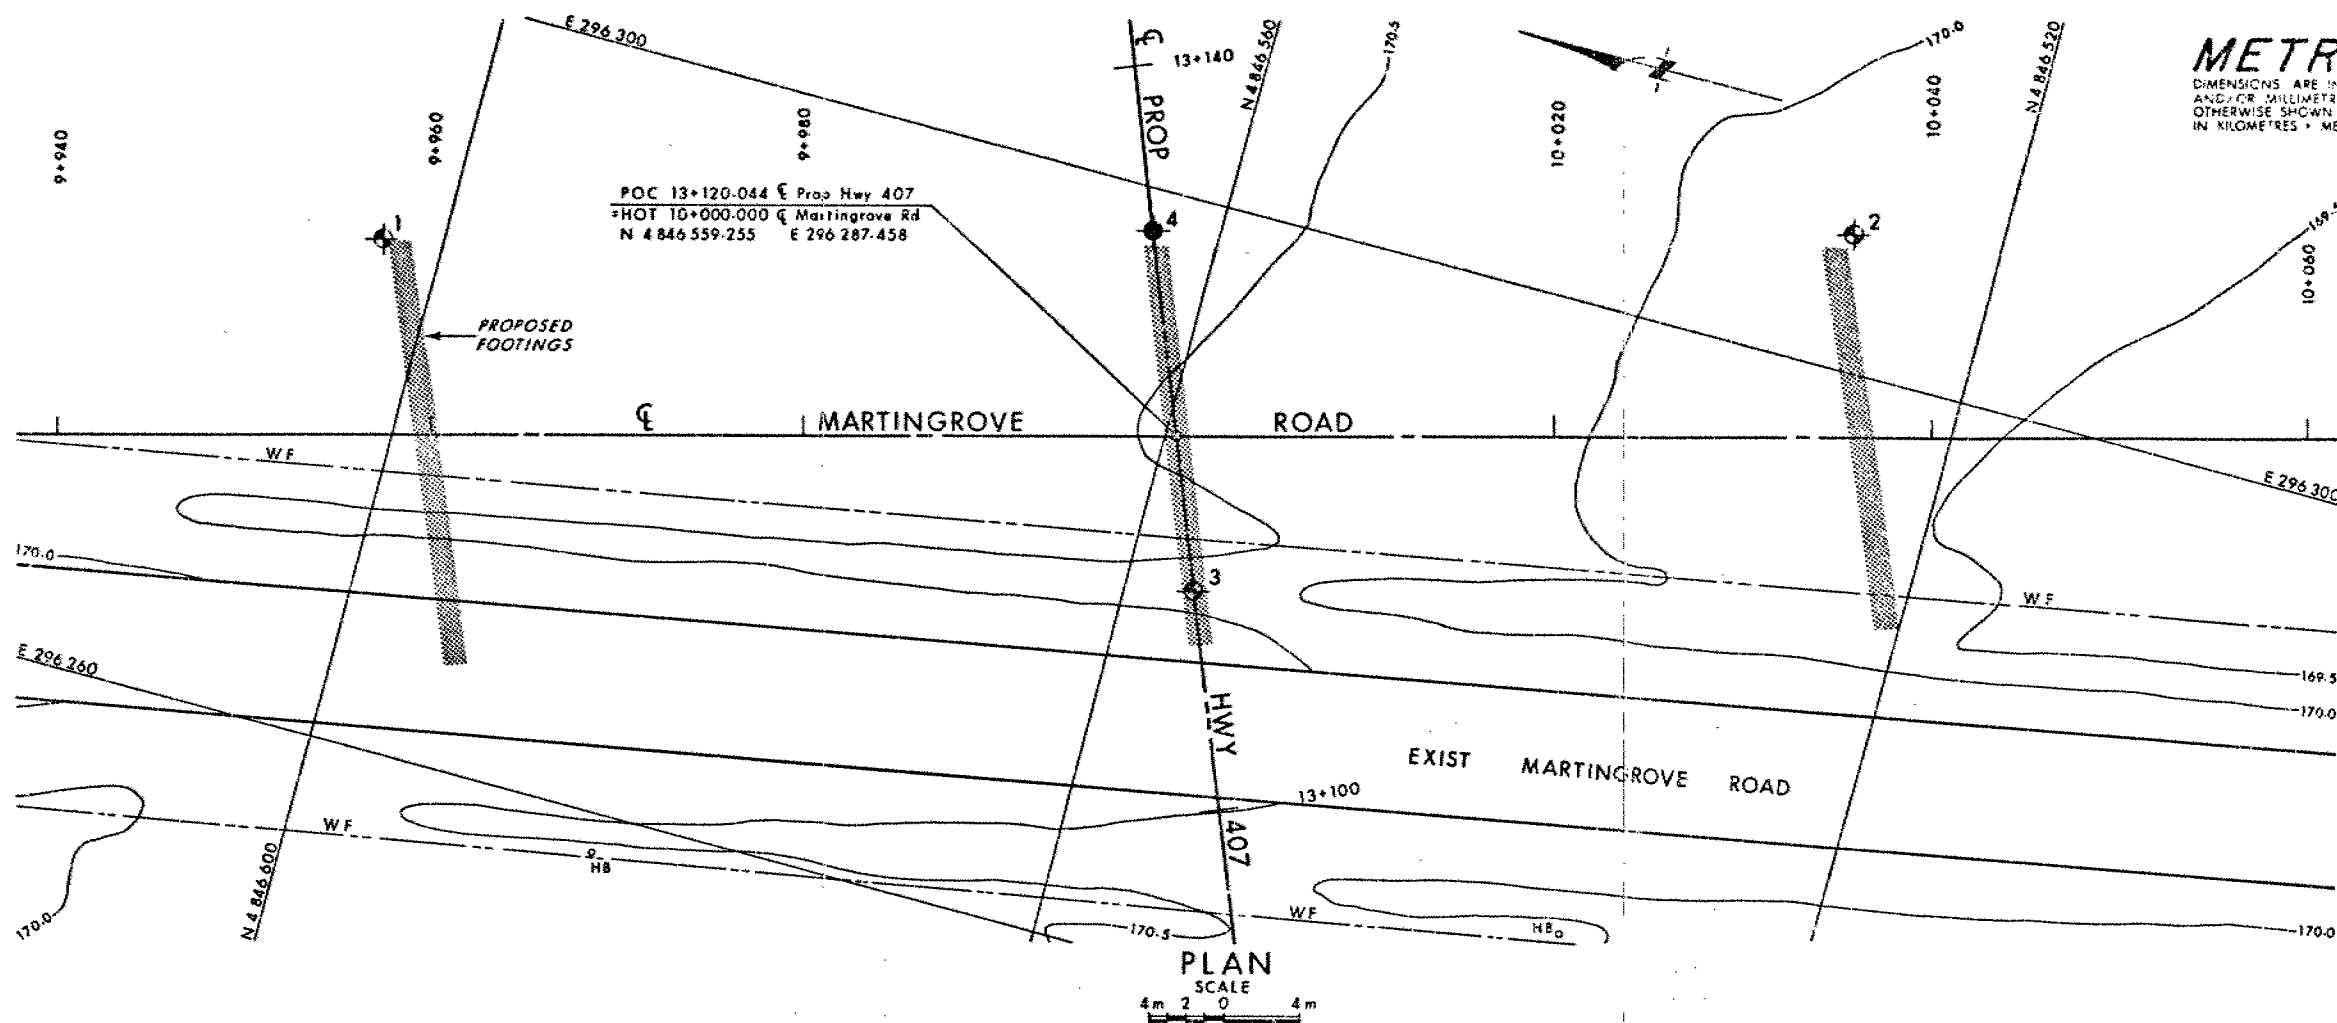 E 296 300
℄
13+140
N 4 846 560
170.5
170.0
N 4 846 520
METR
DIMENSIONS ARE IN
AND/OR MILLIMETR
OTHERWISE SHOWN
IN KILOMETRES + ME
9+940
9+960
9+980
PROP
10+020
10+040
POC 13+120·044 ℄ Prop Hwy 407
=HOT 10+000·000 ℄ Martingrove Rd
N 4 846 559·255 E 296 287·458
1
4
2
169.5
10+060
PROPOSED
FOOTINGS
℄ MARTINGROVE ROAD
WF
E 296 300
170·0
3
WF
E 296 260
169.5
170·0
HWY
EXIST MARTINGROVE ROAD
13+100
WF
407
HB
N 4 846 600
170·0
WF
HB
170·5
170·0
PLAN
SCALE
4m 2 0 4m